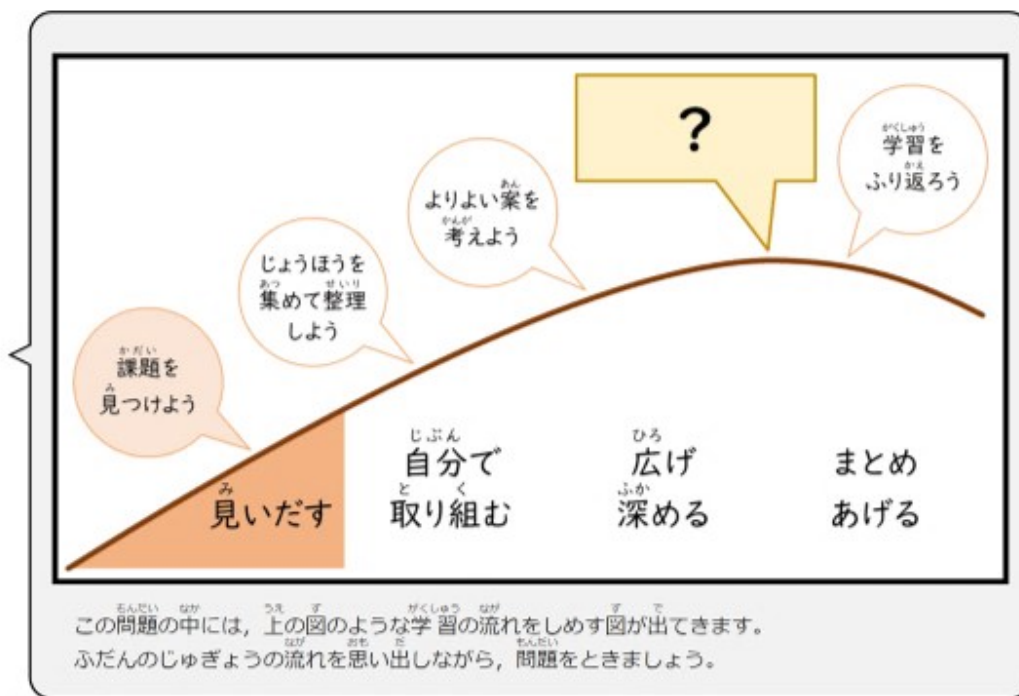 ?
学習を
ふり返ろう
よりよい案を
考えよう
じょうほうを
集めて整理
しよう
課題を
見つけよう
見いだす
自分で
取り組む
広げ
深める
まとめ
あげる
この問題の中には，上の図のような学習の流れをしめす図が出てきます。
ふだんのじゅぎょうの流れを思い出しながら，問題をときましょう。